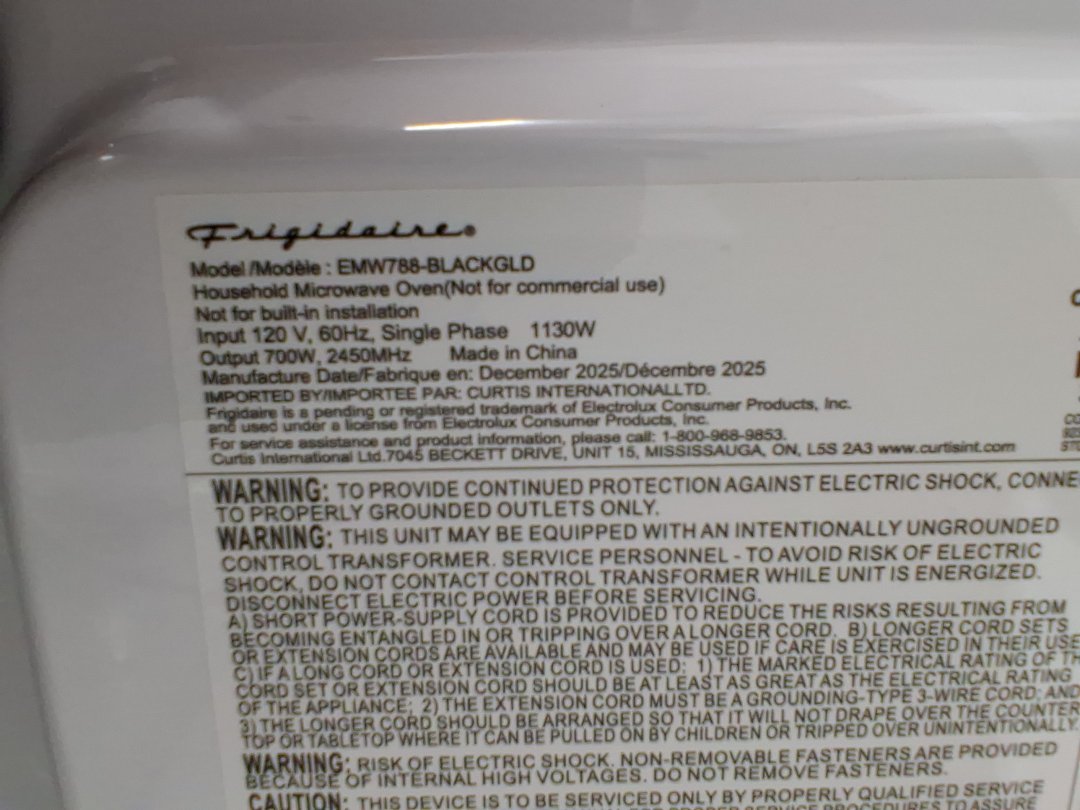 Frigidaire®
Model /Modèle : EMW788-BLACKGLD
Household Microwave Oven(Not for commercial use)
Not for built-in installation
Input 120 V, 60Hz, Single Phase 1130W
Output 700W, 2450MHz Made in China
Manufacture Date/Fabrique en: December 2025/Décembre 2025
IMPORTED BY/IMPORTEE PAR: CURTIS INTERNATIONALLTD.
Frigidaire is a pending or registered trademark of Electrolux Consumer Products, Inc.
and used under a license from Electrolux Consumer Products, Inc.
For service assistance and product information, please call: 1-800-968-9853.
Curtis International Ltd.7045 BECKETT DRIVE, UNIT 15, MISSISSAUGA, ON, L5S 2A3 www.curtisint.com
WARNING: TO PROVIDE CONTINUED PROTECTION AGAINST ELECTRIC SHOCK, CONNE
TO PROPERLY GROUNDED OUTLETS ONLY.
WARNING: THIS UNIT MAY BE EQUIPPED WITH AN INTENTIONALLY UNGROUNDED
CONTROL TRANSFORMER. SERVICE PERSONNEL - TO AVOID RISK OF ELECTRIC
SHOCK, DO NOT CONTACT CONTROL TRANSFORMER WHILE UNIT IS ENERGIZED.
DISCONNECT ELECTRIC POWER BEFORE SERVICING.
A) SHORT POWER-SUPPLY CORD IS PROVIDED TO REDUCE THE RISKS RESULTING FROM
BECOMING ENTANGLED IN OR TRIPPING OVER A LONGER CORD. B) LONGER CORD SETS
OR EXTENSION CORDS ARE AVAILABLE AND MAY BE USED IF CARE IS EXERCISED IN THEIR USE
C) IF A LONG CORD OR EXTENSION CORD IS USED: 1) THE MARKED ELECTRICAL RATING OF TH
CORD SET OR EXTENSION CORD SHOULD BE AT LEAST AS GREAT AS THE ELECTRICAL RATING
OF THE APPLIANCE; 2) THE EXTENSION CORD MUST BE A GROUNDING-TYPE 3-WIRE CORD; AND
3) THE LONGER CORD SHOULD BE ARRANGED SO THAT IT WILL NOT DRAPE OVER THE COUNTER
TOP OR TABLETOP WHERE IT CAN BE PULLED ON BY CHILDREN OR TRIPPED OVER UNINTENTIONALLY.
WARNING: RISK OF ELECTRIC SHOCK. NON-REMOVABLE FASTENERS ARE PROVIDED
BECAUSE OF INTERNAL HIGH VOLTAGES. DO NOT REMOVE FASTENERS.
CAUTION: THIS DEVICE IS TO BE SERVICED ONLY BY PROPERLY QUALIFIED SERVICE